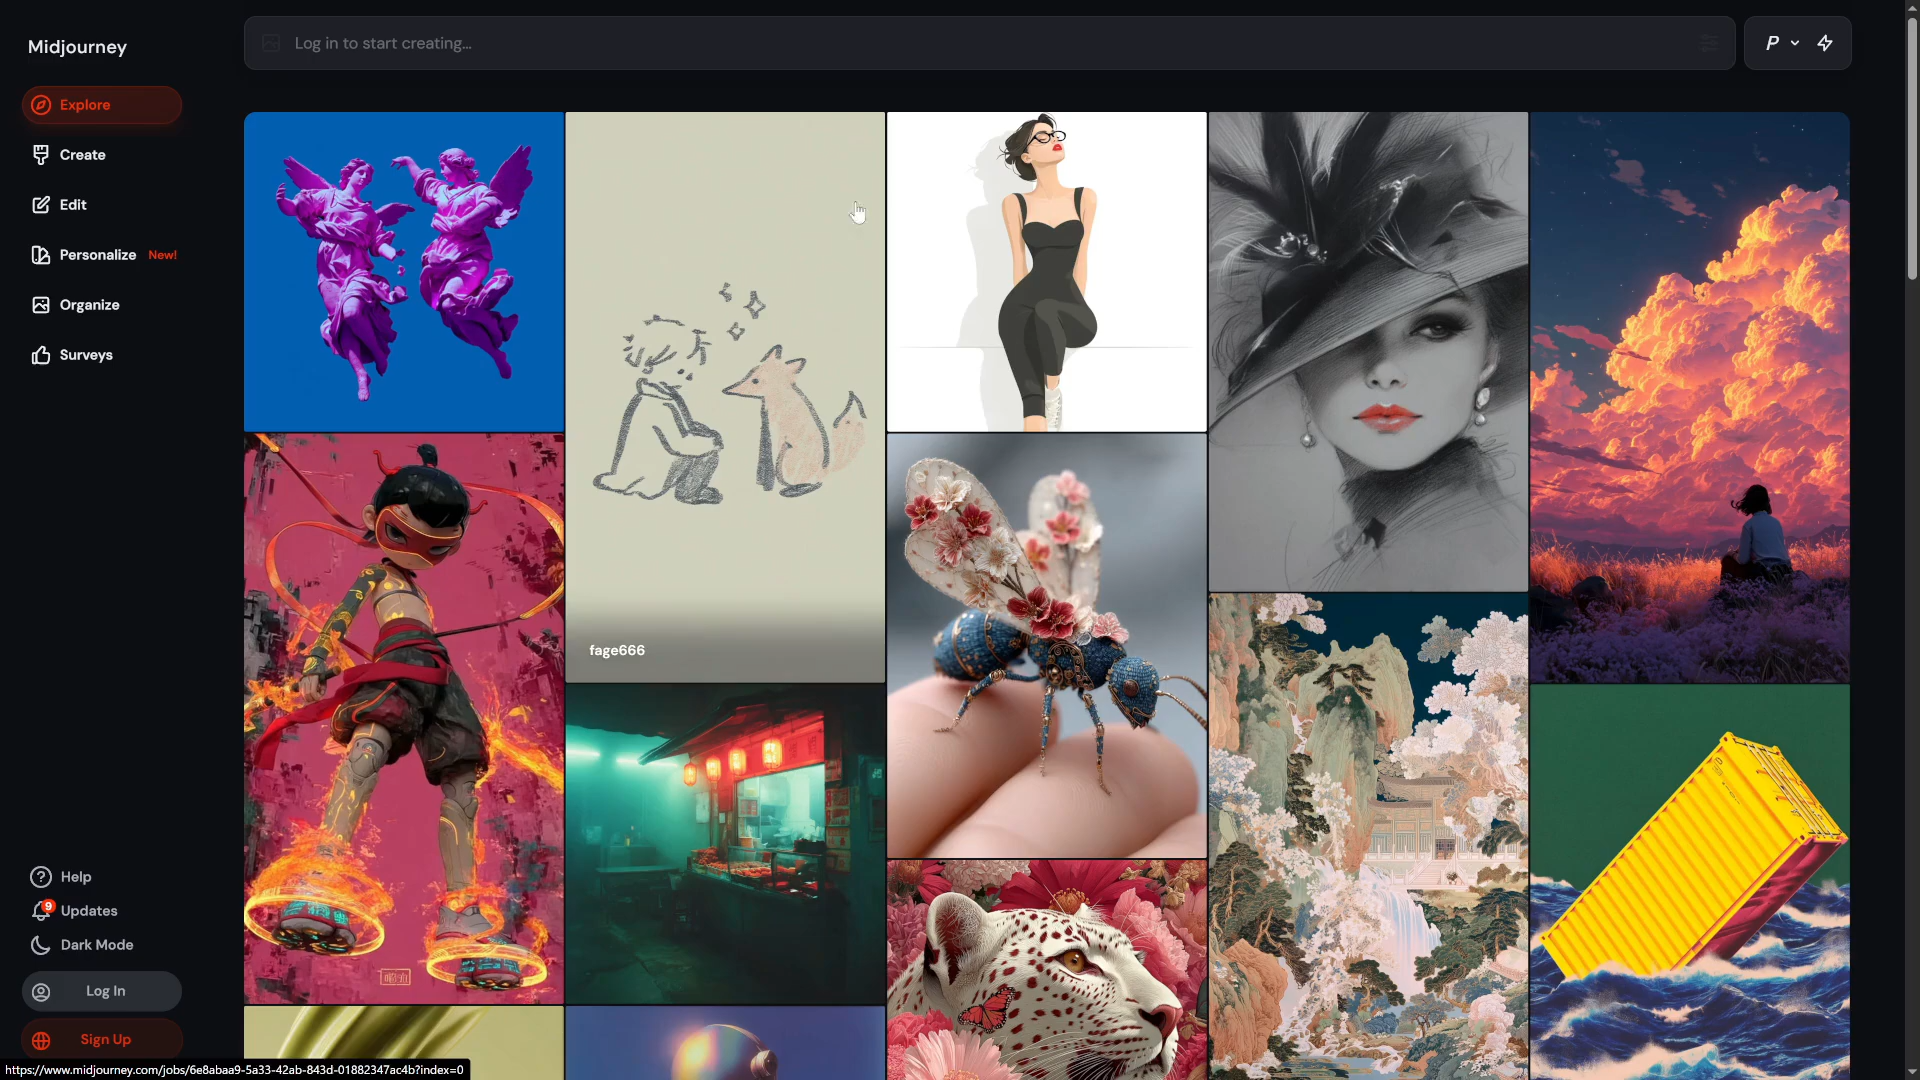 Midjourney
Log in to start creating...
P
Explore
Create
Edit
Personalize New!
Organize
Surveys
fage666
Help
9
Updates
Dark Mode
Log In
Sign Up
https://www.midjourney.com/jobs/6e8abaa9-5a33-42ab-843d-01882347ac4b?index=0